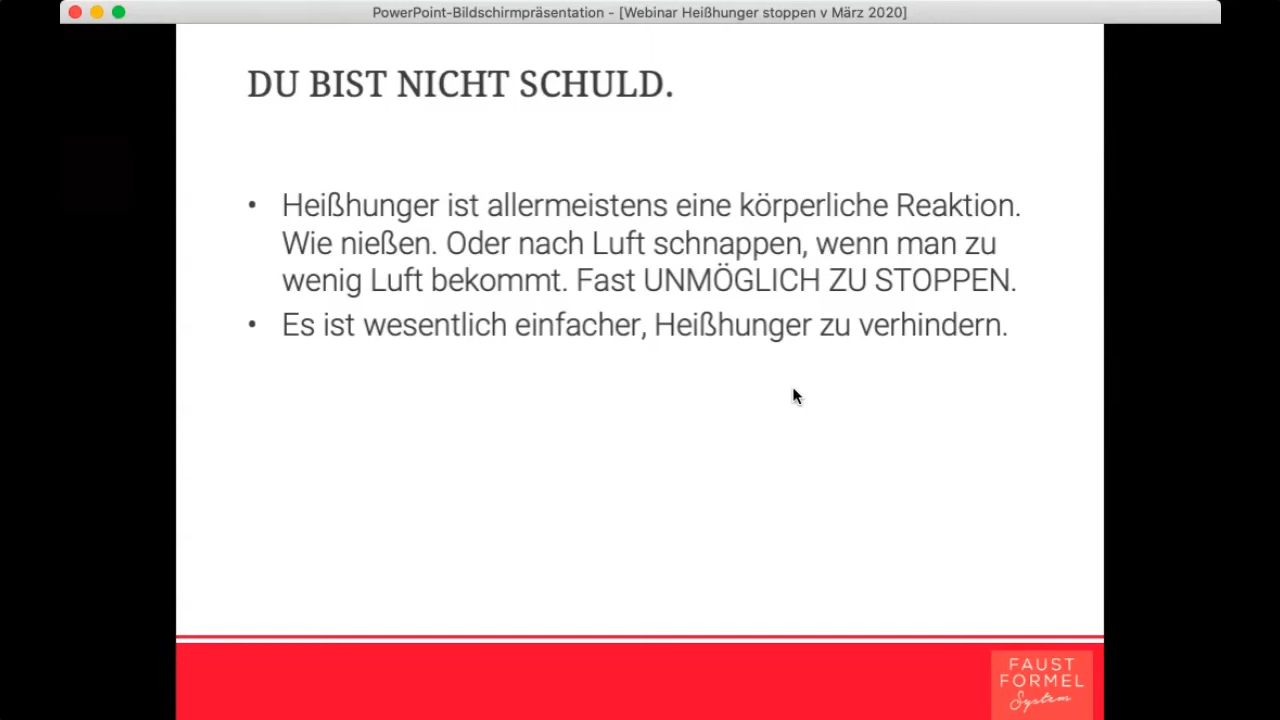 PowerPoint-Bildschirmpräsentation - [Webinar Heißhunger stoppen v März 2020]
DU BIST NICHT SCHULD.
• Heißhunger ist allermeistens eine körperliche Reaktion.
Wie nießen. Oder nach Luft schnappen, wenn man zu
wenig Luft bekommt. Fast UNMÖGLICH ZU STOPPEN.
• Es ist wesentlich einfacher, Heißhunger zu verhindern.
FAUST
FORMEL
System